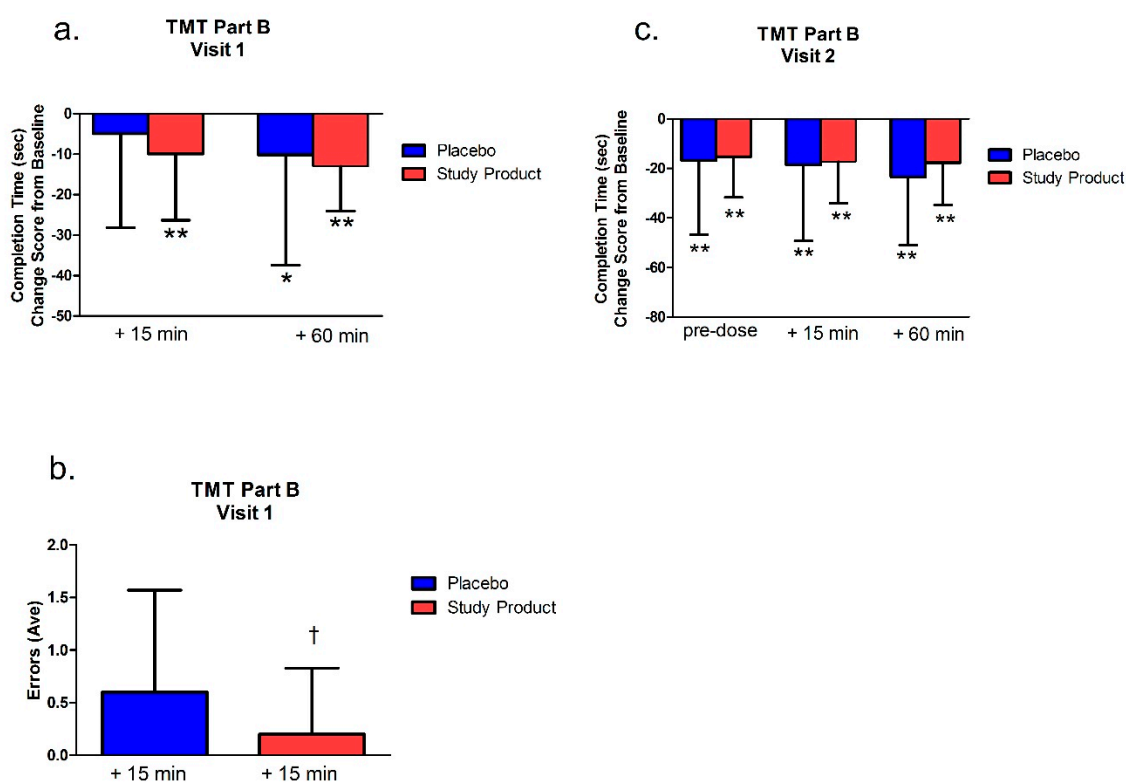 a.
TMT Part B
Visit 1
Completion Time (sec)
Change Score from Baseline
0
-10
-20
-30
-40
-50
**
*
**
+ 15 min
+ 60 min
Placebo
Study Product
c.
TMT Part B
Visit 2
Completion Time (sec)
Change Score from Baseline
0
-20
-40
-60
-80
**
**
**
**
**
**
pre-dose
+ 15 min
+ 60 min
Placebo
Study Product
b.
TMT Part B
Visit 1
Errors (Ave)
2.0
1.5
1.0
0.5
0.0
†
+ 15 min
+ 15 min
Placebo
Study Product